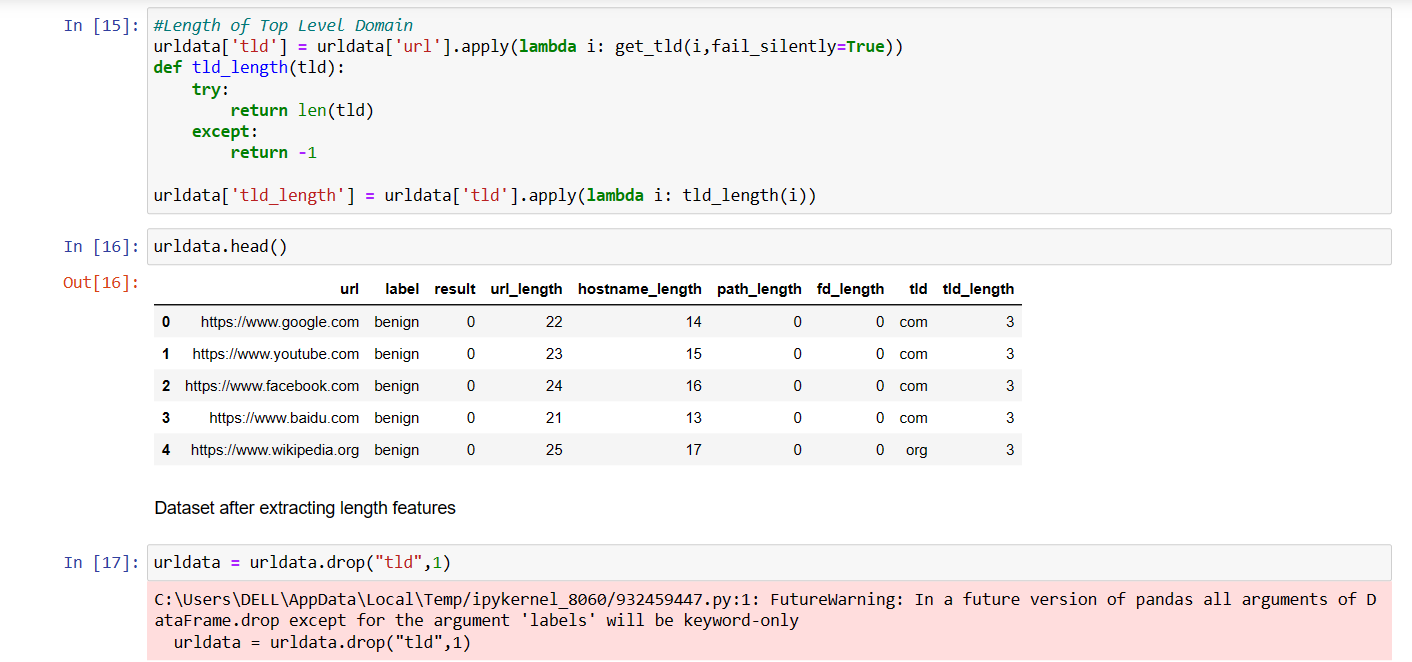 In [15]: #Length of Top Level Domain
urldata['tld'] = urldata['url'].apply(lambda i: get_tld(i,fail_silently=True))
def tld_length(tld):
    try:
        return len(tld)
    except:
        return -1
urldata['tld_length'] = urldata['tld'].apply(lambda i: tld_length(i))
In [16]: urldata.head()
Out[16]:
url label result url_length hostname_length path_length fd_length tld tld_length
0 https://www.google.com benign 0 22 14 0 0 com 3
1 https://www.youtube.com benign 0 23 15 0 0 com 3
2 https://www.facebook.com benign 0 24 16 0 0 com 3
3 https://www.baidu.com benign 0 21 13 0 0 com 3
4 https://www.wikipedia.org benign 0 25 17 0 0 org 3
Dataset after extracting length features
In [17]: urldata = urldata.drop("tld",1)
C:\Users\DELL\AppData\Local\Temp/ipykernel_8060/932459447.py:1: FutureWarning: In a future version of pandas all arguments of D
ataFrame.drop except for the argument 'labels' will be keyword-only
  urldata = urldata.drop("tld",1)